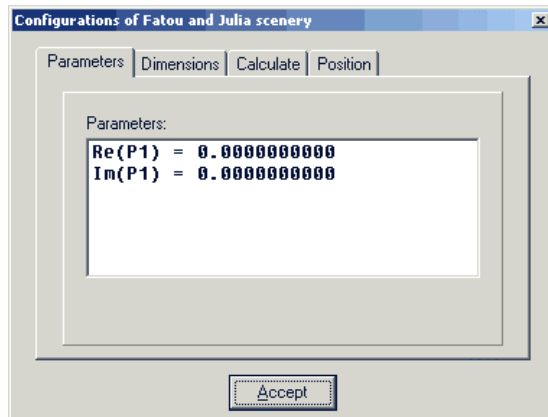 Configurations of Fatou and Julia scenery
Parameters Dimensions Calculate Position
Parameters:
Re(P1) = 0.0000000000
Im(P1) = 0.0000000000
Accept